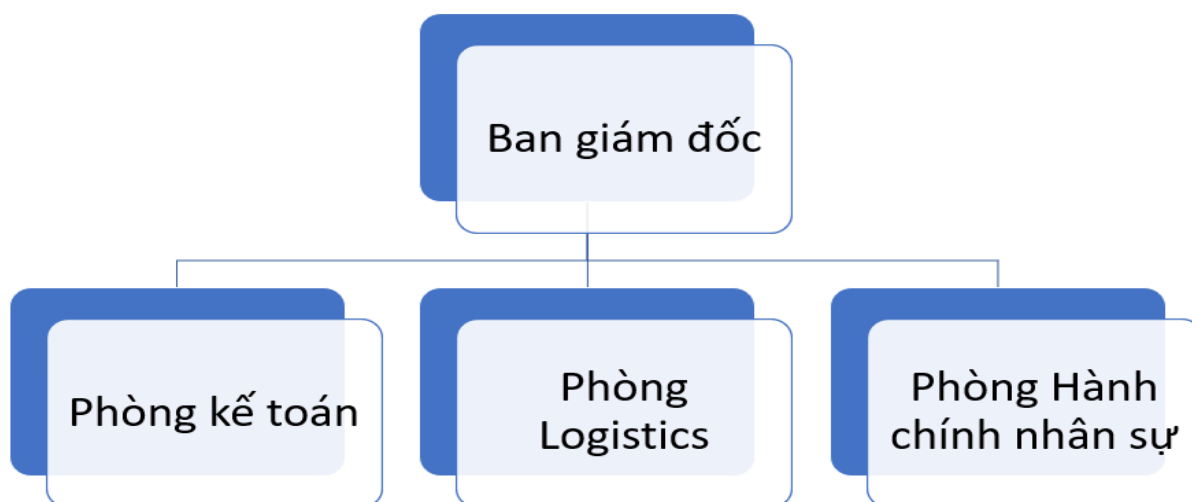 Ban giám đốc
Phòng kế toán
Phòng
Logistics
Phòng Hành
chính nhân sự